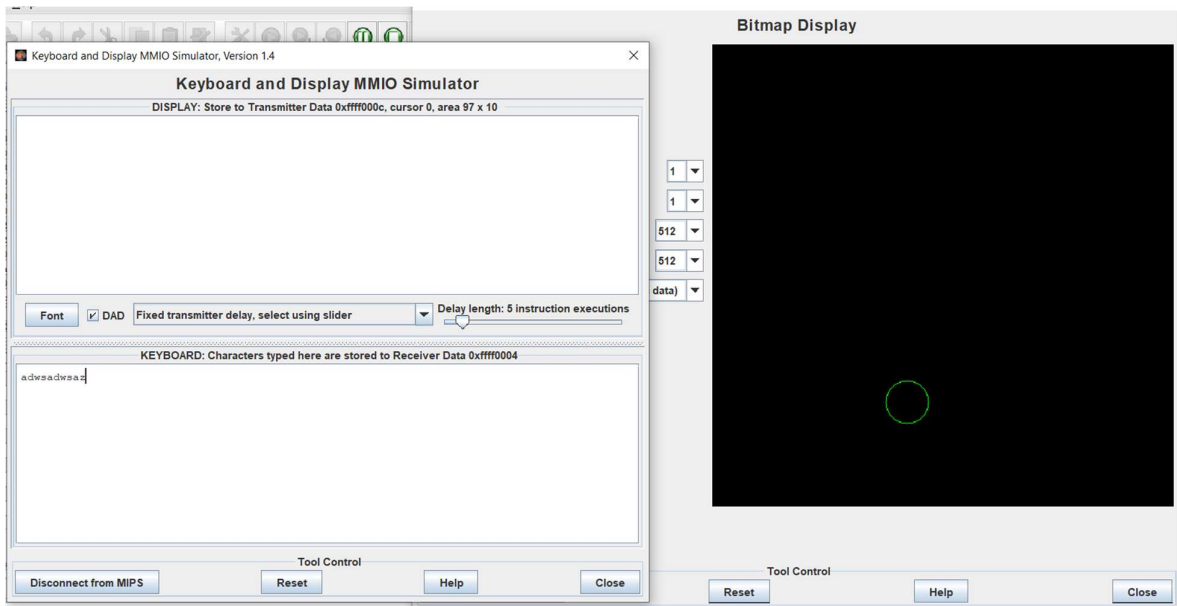 Bitmap Display
Keyboard and Display MMIO Simulator, Version 1.4
Keyboard and Display MMIO Simulator
DISPLAY: Store to Transmitter Data 0xffff000c, cursor 0, area 97 x 10
Font
DAD
Fixed transmitter delay, select using slider
Delay length: 5 instruction executions
KEYBOARD: Characters typed here are stored to Receiver Data 0xffff0004
adwsadwsaz
Tool Control
Disconnect from MIPS
Reset
Help
Close
1
1
512
512
data)
Tool Control
Reset
Help
Close